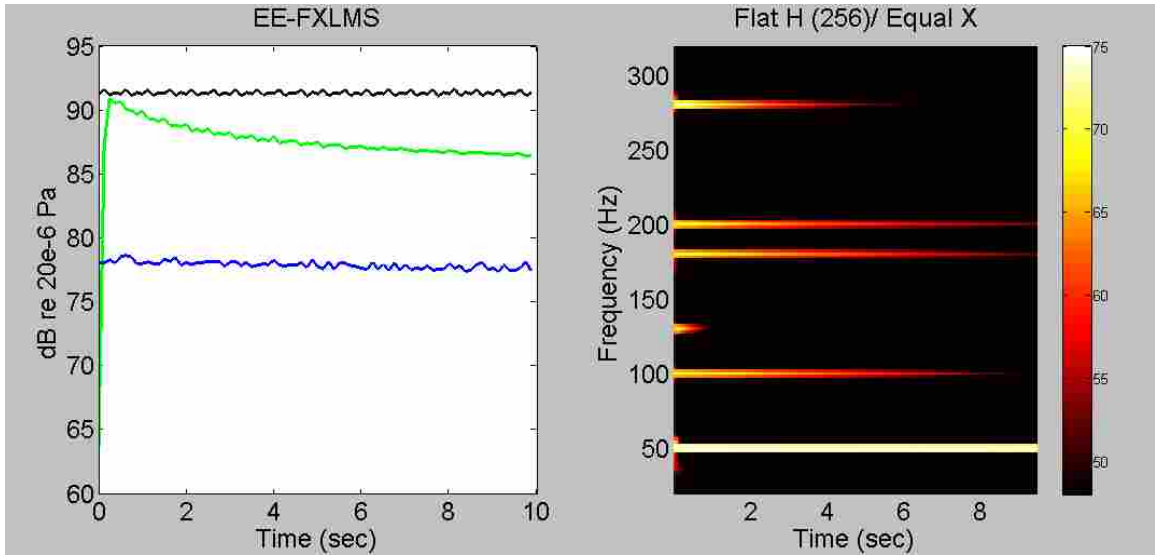 EE-FXLMS
95
90
85
80
75
70
65
60
dB re 20e-6 Pa
0 2 4 6 8 10
Time (sec)
Flat H (256)/ Equal X
300
250
200
150
100
50
Frequency (Hz)
2 4 6 8
Time (sec)
75
70
65
60
55
50